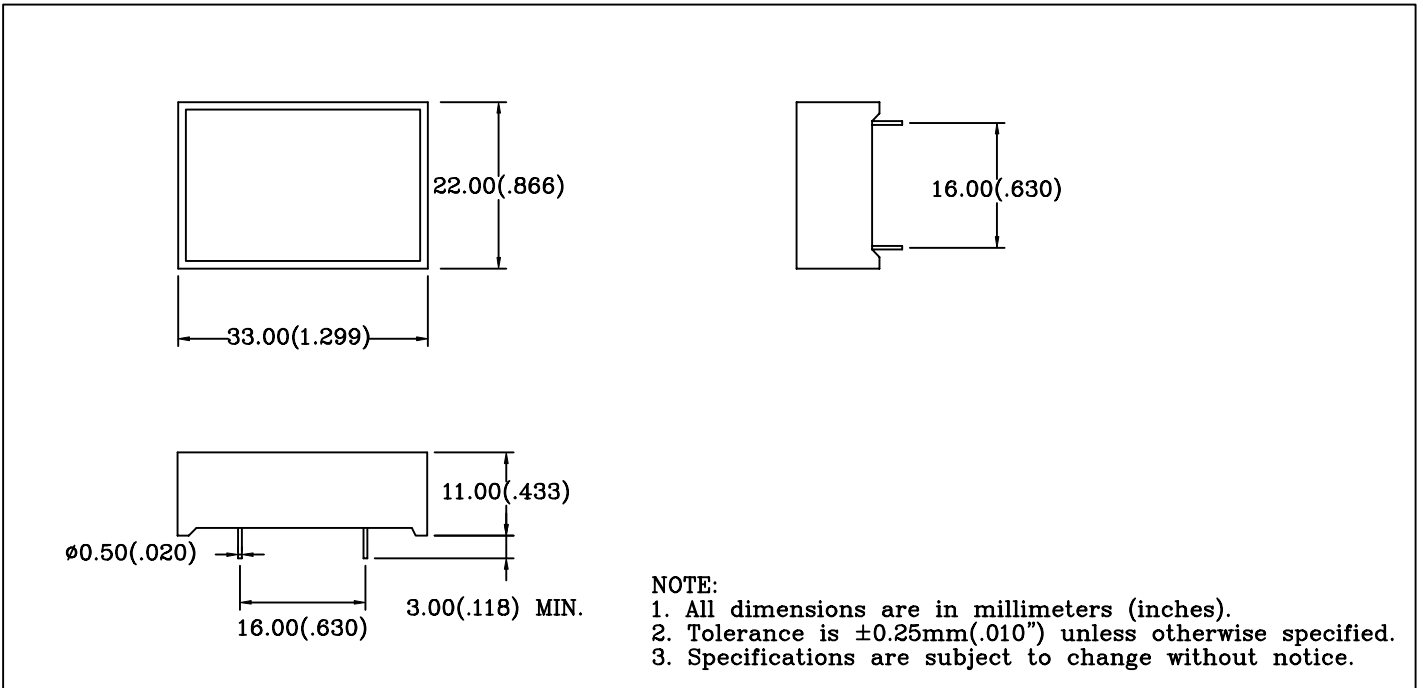 22.00(.866)
16.00(.630)
33.00(1.299)
11.00(.433)
ø0.50(.020)
3.00(.118) MIN.
16.00(.630)
NOTE:
1. All dimensions are in millimeters (inches).
2. Tolerance is ±0.25mm(.010") unless otherwise specified.
3. Specifications are subject to change without notice.